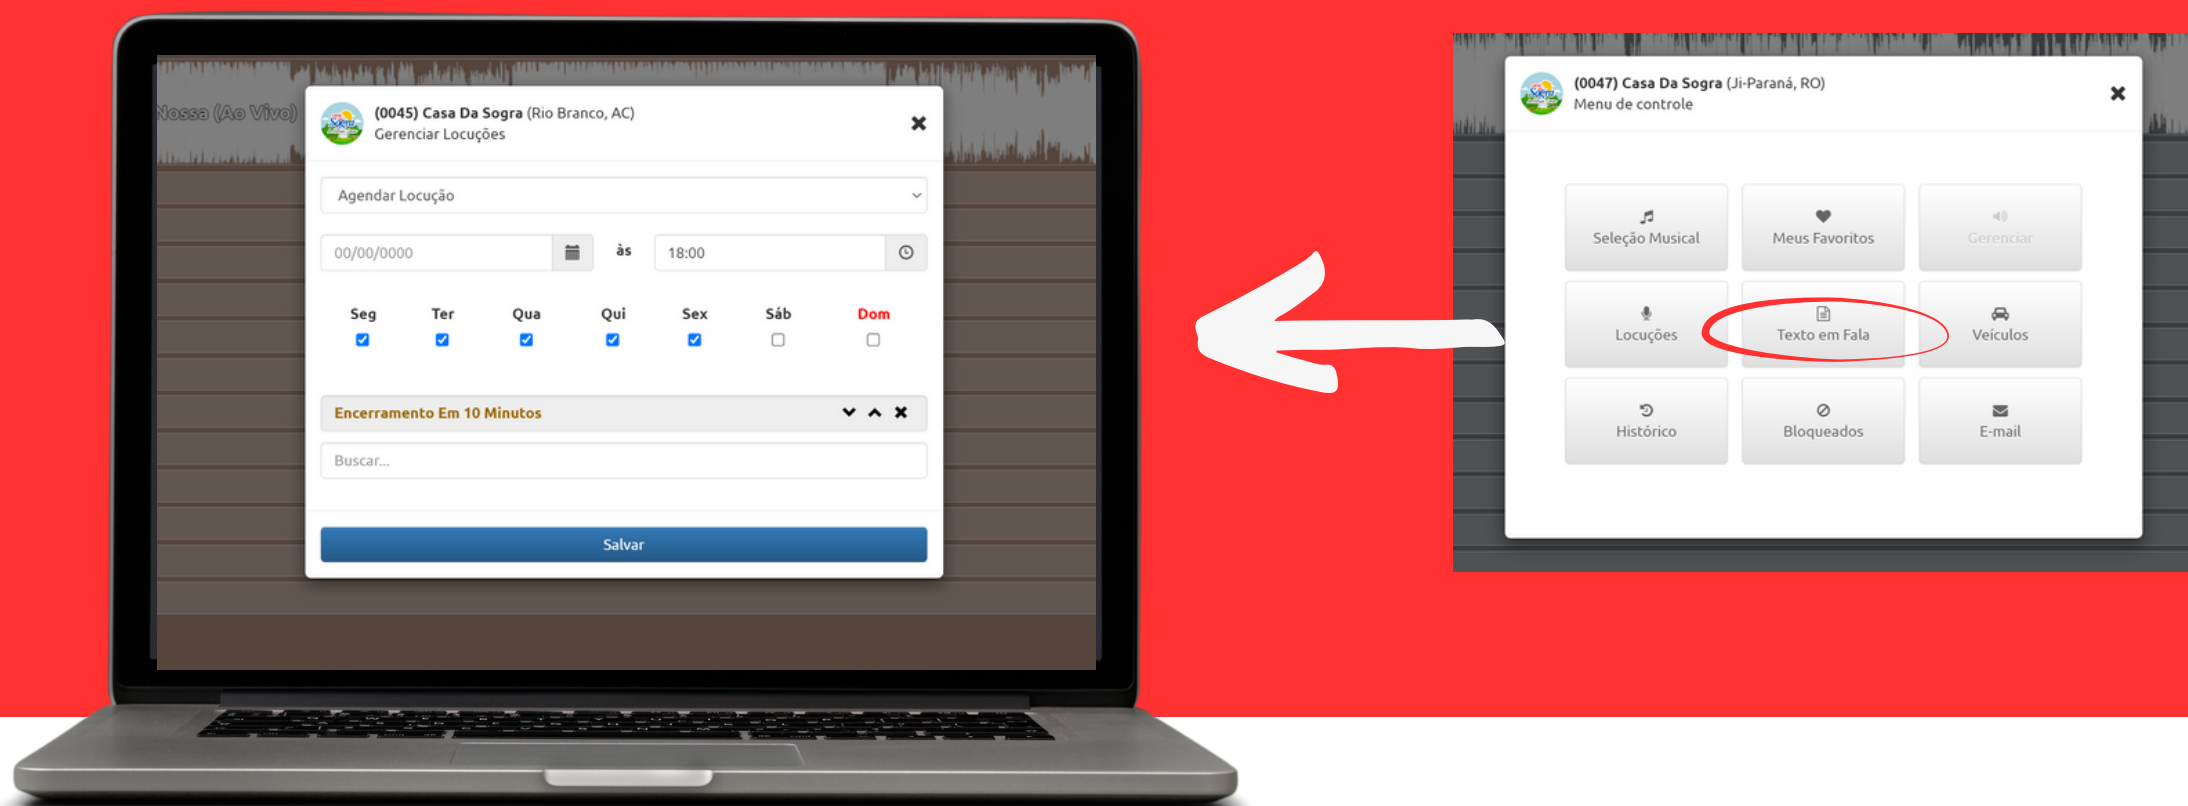 Nossa (Ao Vivo)
(0045) Casa Da Sogra (Rio Branco, AC)
Gerenciar Locuções
Agendar Locução
00/00/0000 às 18:00
Seg Ter Qua Qui Sex Sáb Dom
Encerramento Em 10 Minutos
Buscar...
Salvar
(0047) Casa Da Sogra (Ji-Paraná, RO)
Menu de controle
Seleção Musical Meus Favoritos Gerenciar
Locuções Texto em Fala Veículos
Histórico Bloqueados E-mail